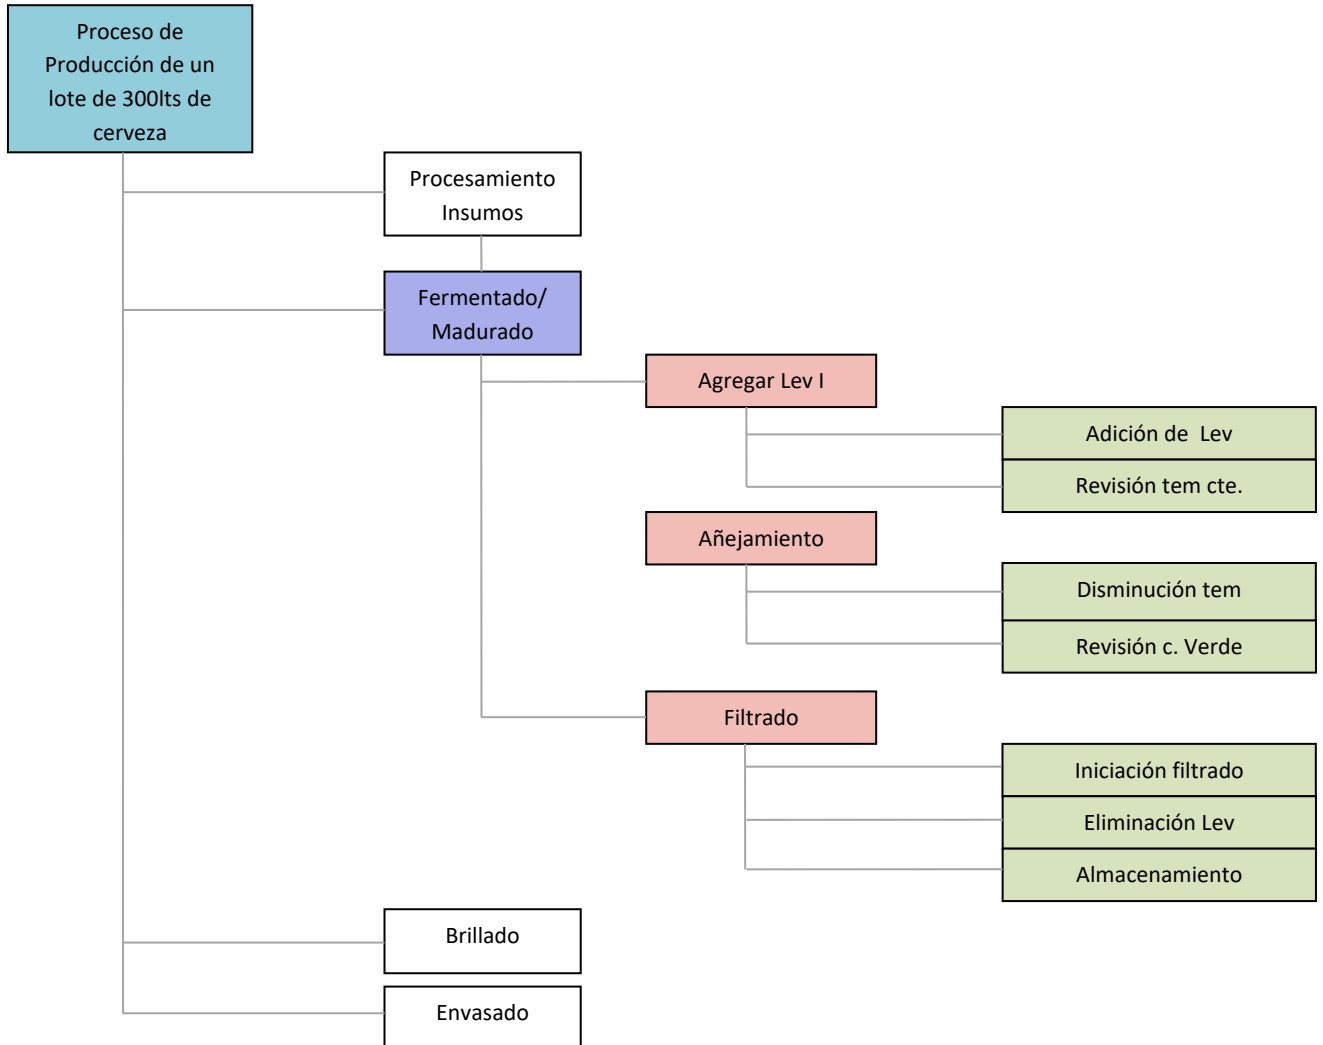 Proceso de
Producción de un
lote de 300lts de
cerveza
Procesamiento
Insumos
Fermentado/
Madurado
Agregar Lev I
Adición de Lev
Revisión tem cte.
Añejamiento
Disminución tem
Revisión c. Verde
Filtrado
Iniciación filtrado
Eliminación Lev
Almacenamiento
Brillado
Envasado